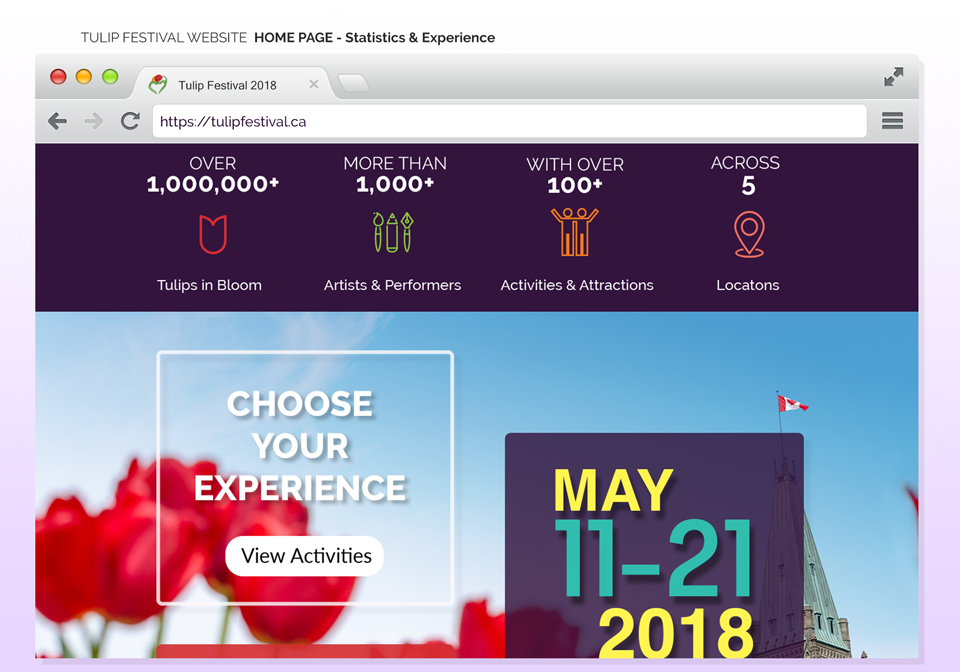 TULIP FESTIVAL WEBSITE HOME PAGE - Statistics & Experience
Tulip Festival 2018
https://tulipfestival.ca
OVER
1,000,000+
Tulips in Bloom
MORE THAN
1,000+
Artists & Performers
WITH OVER
100+
Activities & Attractions
ACROSS
5
Locatons
CHOOSE
YOUR
EXPERIENCE
View Activities
MAY
11-21
2018